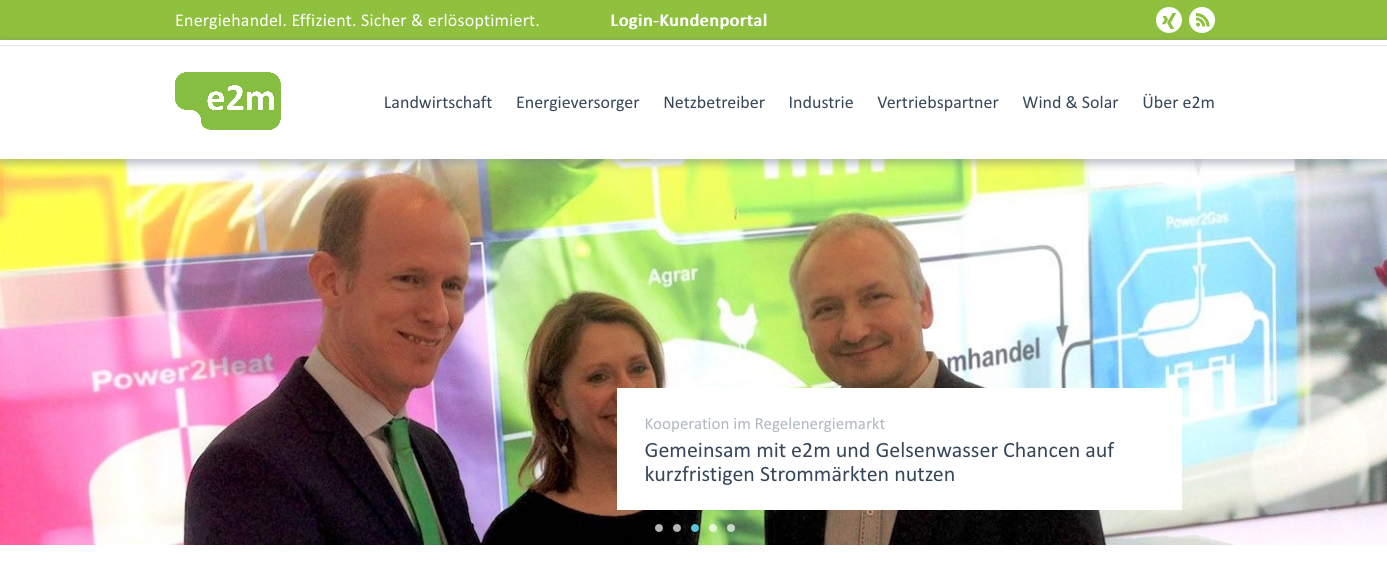 Energiehandel. Effizient. Sicher & erlösoptimiert.
Login-Kundenportal
e2m
Landwirtschaft Energieversorger Netzbetreiber Industrie Vertriebspartner Wind & Solar Über e2m
Power2Gas
Agrar
mhandel
Power2Heat
Kooperation im Regelenergiemarkt
Gemeinsam mit e2m und Gelsenwasser Chancen auf
kurzfristigen Strommärkten nutzen